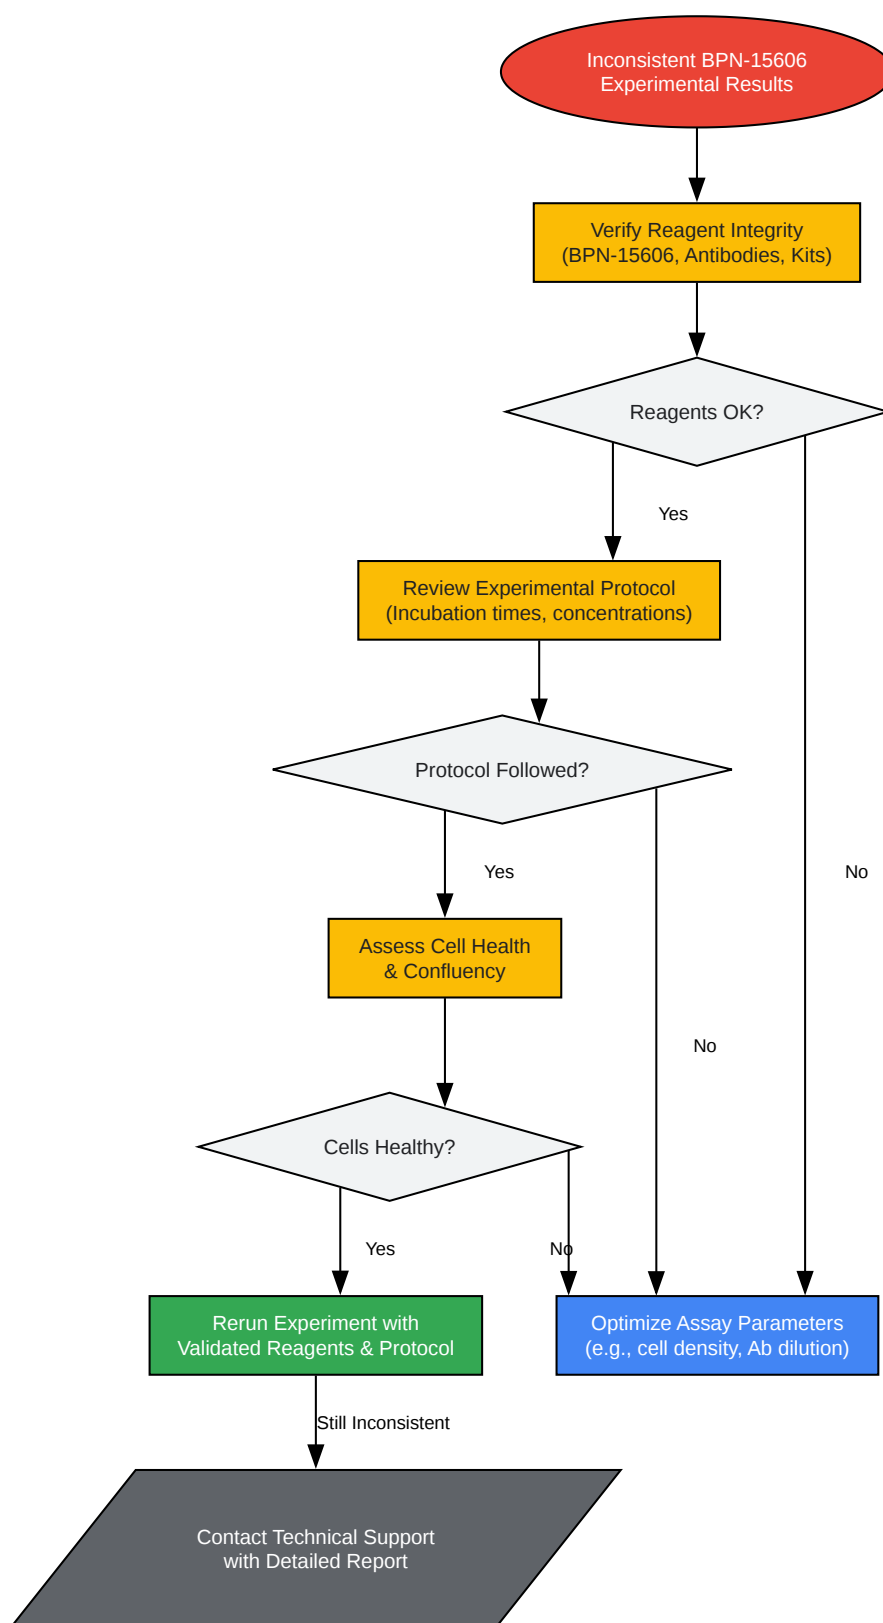 Inconsistent BPN-15606
Experimental Results
Verify Reagent Integrity
(BPN-15606, Antibodies, Kits)
Reagents OK?
Yes
Review Experimental Protocol
(Incubation times, concentrations)
Protocol Followed?
Yes
No
Assess Cell Health
& Confluency
No
Cells Healthy?
Yes
No
Rerun Experiment with
Validated Reagents & Protocol
Optimize Assay Parameters
(e.g., cell density, Ab dilution)
Still Inconsistent
Contact Technical Support
with Detailed Report